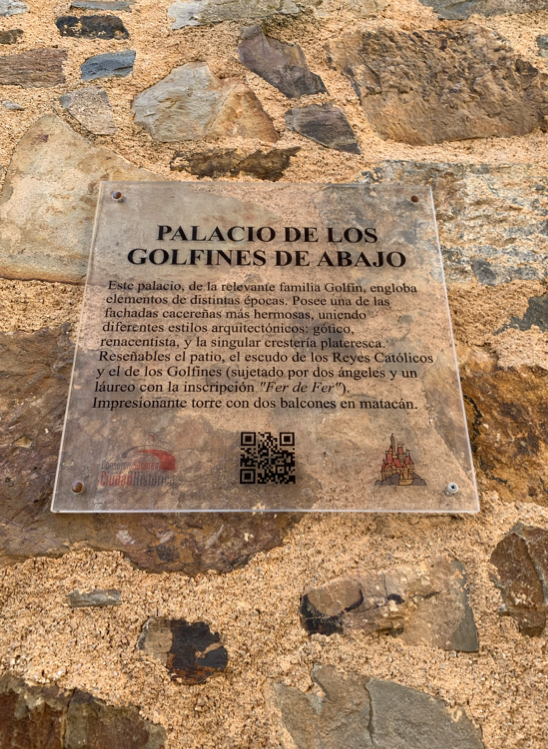 PALACIO DE LOS
GOLFINES DE ABAJO
Este palacio, de la relevante familia Golfín, engloba
elementos de distintas épocas. Posee una de las
fachadas cacereñas más hermosas, uniendo
diferentes estilos arquitectónicos: gótico,
renacentista, y la singular crestería plateresca.
Reseñables el patio, el escudo de los Reyes Católicos
y el de los Golfines (sujetado por dos ángeles y un
láureo con la inscripción "Fer de Fer").
Impresionante torre con dos balcones en matacán.
CiudadHistórica